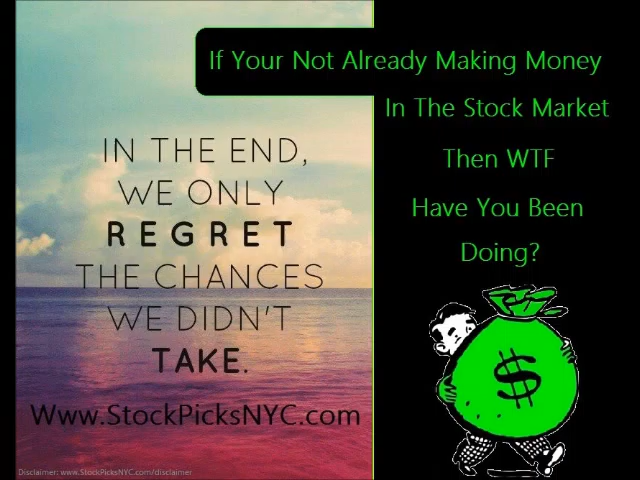 If Your Not Already Making Money
In The Stock Market
Then WTF
Have You Been
Doing?
IN THE END,
WE ONLY
REGRET
THE CHANCES
WE DIDN'T
TAKE.
Www.StockPicksNYC.com
Disclaimer: www.StockPicksNYC.com/disclaimer
$